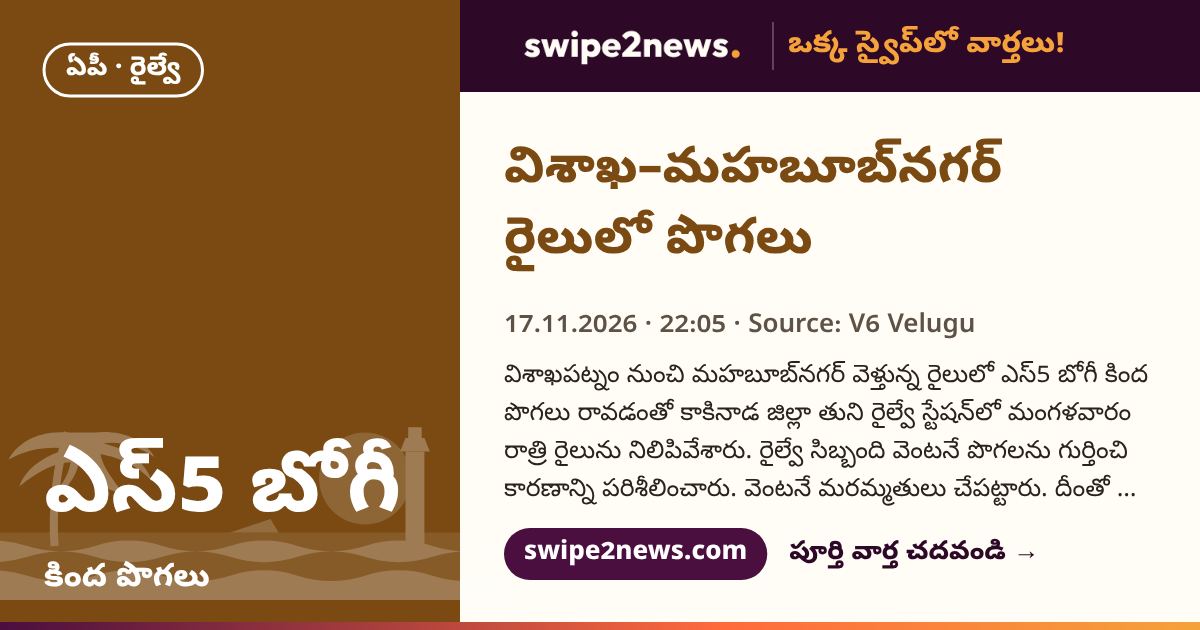 ఏపీ · రైల్వే
ఎస్5 బోగీ
కింద పొగలు
swipe2news.
ఒక్క స్వైప్‌లో వార్తలు!
విశాఖ–మహబూబ్‌నగర్
రైలులో పొగలు
17.11.2026 · 22:05 · Source: V6 Velugu
విశాఖపట్నం నుంచి మహబూబ్‌నగర్ వెళ్తున్న రైలులో ఎస్5 బోగీ కింద
పొగలు రావడంతో కాకినాడ జిల్లా తుని రైల్వే స్టేషన్‌లో మంగళవారం
రాత్రి రైలును నిలిపివేశారు. రైల్వే సిబ్బంది వెంటనే పొగలను గుర్తించి
కారణాన్ని పరిశీలించారు. వెంటనే మరమ్మతులు చేపట్టారు. దీంతో ...
swipe2news.com
పూర్తి వార్త చదవండి →